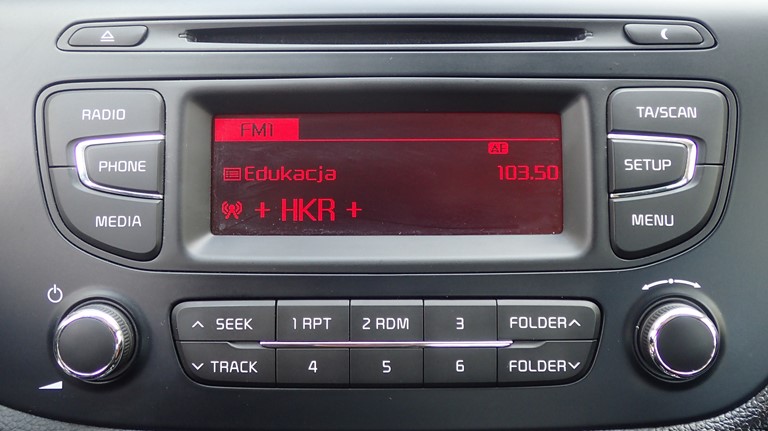 RADIO
PHONE
MEDIA
FM1
AF
Edukacja 103.50
+ HKR +
TA/SCAN
SETUP
MENU
SEEK 1 RPT 2 RDM 3 FOLDER
TRACK 4 5 6 FOLDER